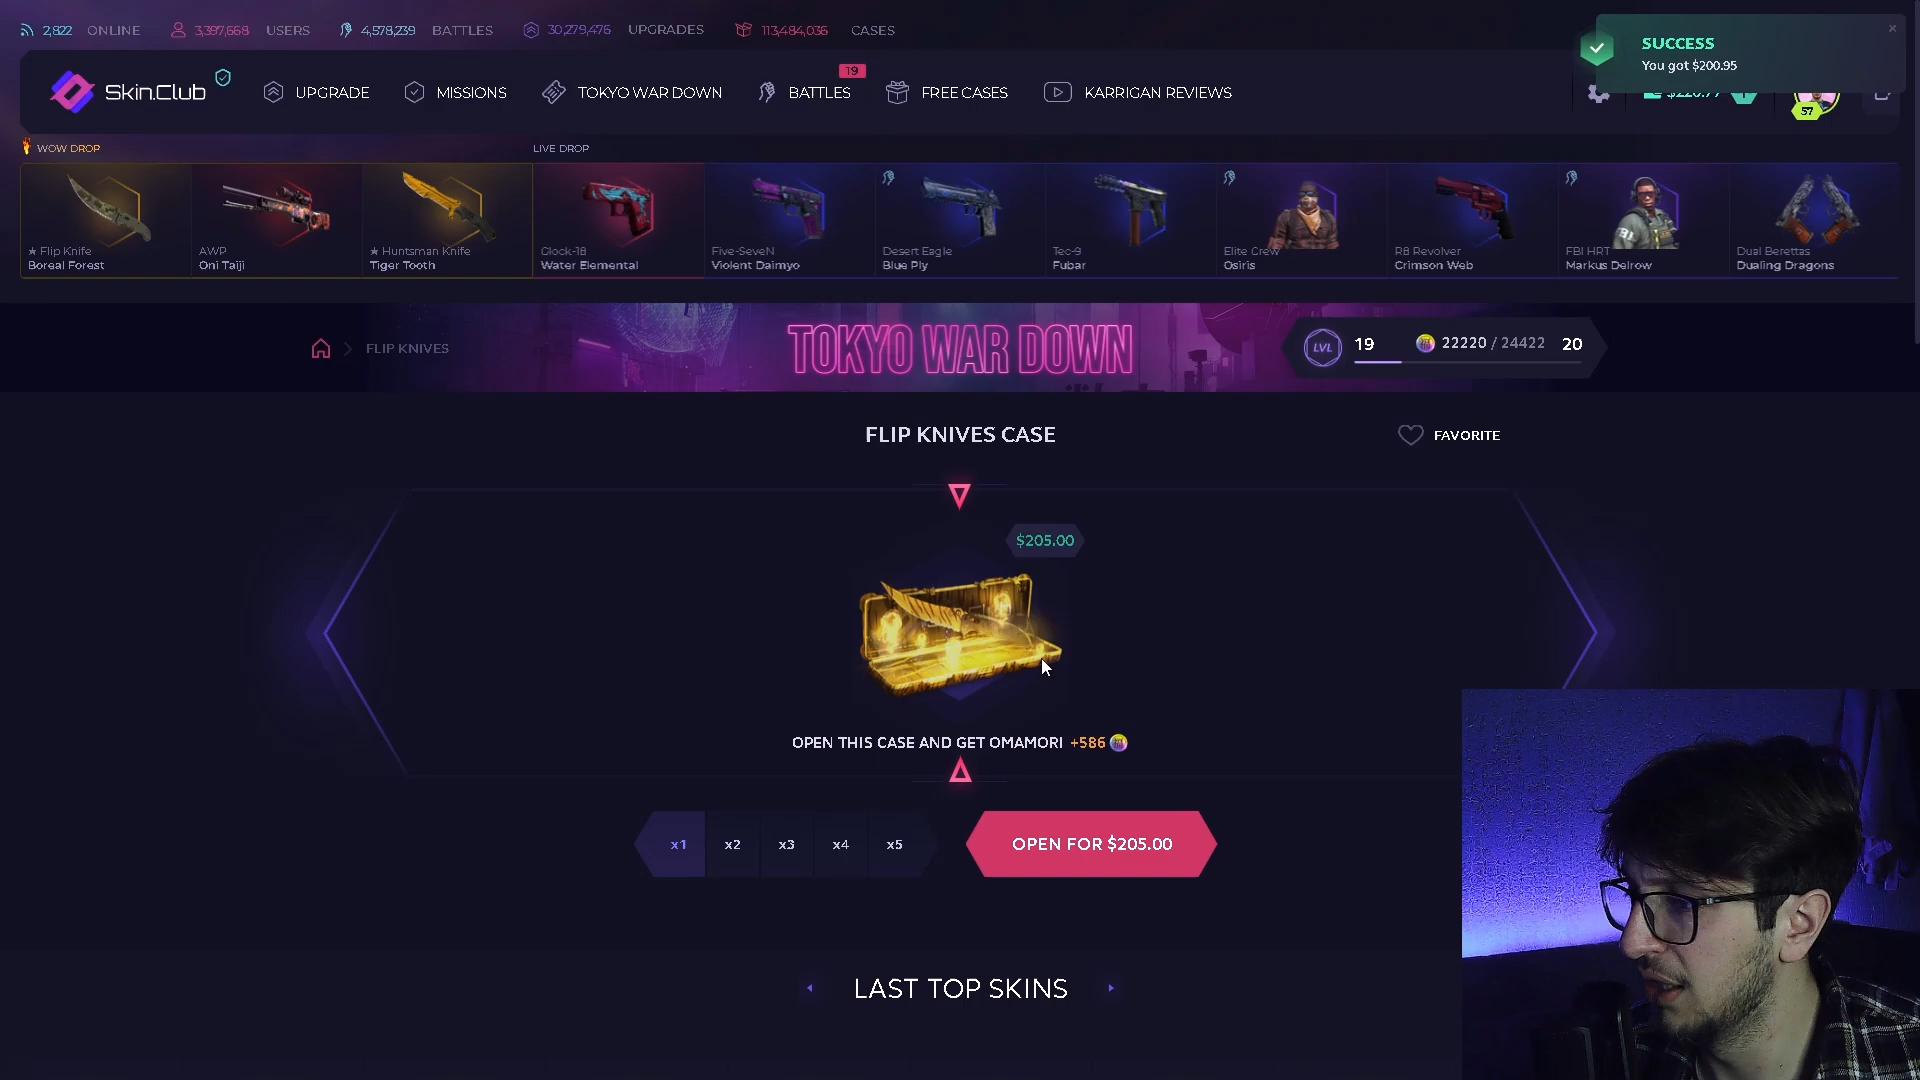 2,822 ONLINE 3,397,668 USERS 4,578,239 BATTLES 30,279,476 UPGRADES 113,484,036 CASES
SUCCESS
You got $200.95
Skin.Club UPGRADE MISSIONS TOKYO WAR DOWN BATTLES 19 FREE CASES KARRIGAN REVIEWS
57
WOW DROP LIVE DROP
★ Flip Knife
Boreal Forest
AWP
Oni Taiji
★ Huntsman Knife
Tiger Tooth
Glock-18
Water Elemental
Five-SeveN
Violent Daimyo
Desert Eagle
Blue Ply
Tec-9
Fubar
Elite Crew
Osiris
R8 Revolver
Crimson Web
FBI HRT
Markus Delrow
Dual Berettas
Dualing Dragons
FLIP KNIVES
TOKYO WAR DOWN
LVL 19 22220 / 24422 20
FLIP KNIVES CASE
FAVORITE
$205.00
OPEN THIS CASE AND GET OMAMORI +586
x1 x2 x3 x4 x5
OPEN FOR $205.00
LAST TOP SKINS